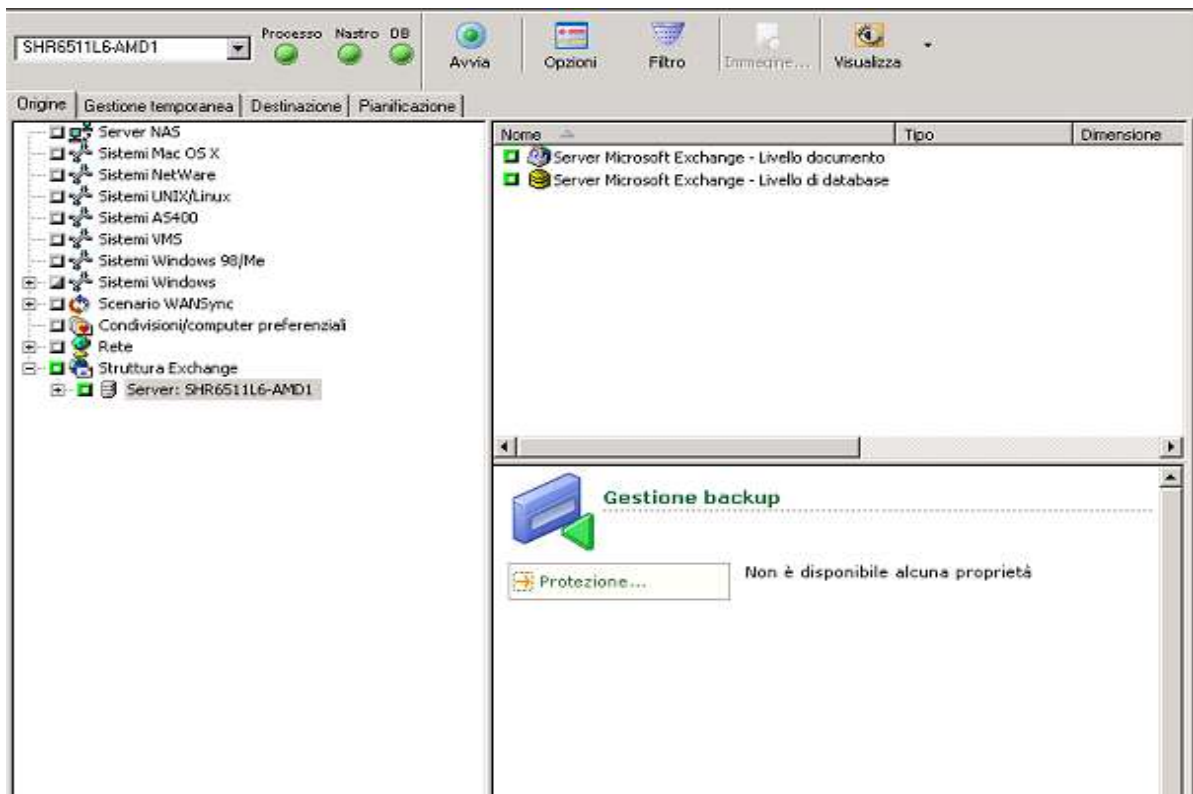 SHR6511L6-AMD1
Processo Nastro DB
Avvia
Opzioni
Filtro
Immagine...
Visualizza
Origine
Gestione temporanea
Destinazione
Pianificazione
Server NAS
Sistemi Mac OS X
Sistemi NetWare
Sistemi UNIX/Linux
Sistemi AS400
Sistemi VMS
Sistemi Windows 98/Me
Sistemi Windows
Scenario WANSync
Condivisioni/computer preferenziali
Rete
Struttura Exchange
Server: SHR6511L6-AMD1
Nome
Tipo
Dimensione
Server Microsoft Exchange - Livello documento
Server Microsoft Exchange - Livello di database
Gestione backup
Protezione...
Non è disponibile alcuna proprietà